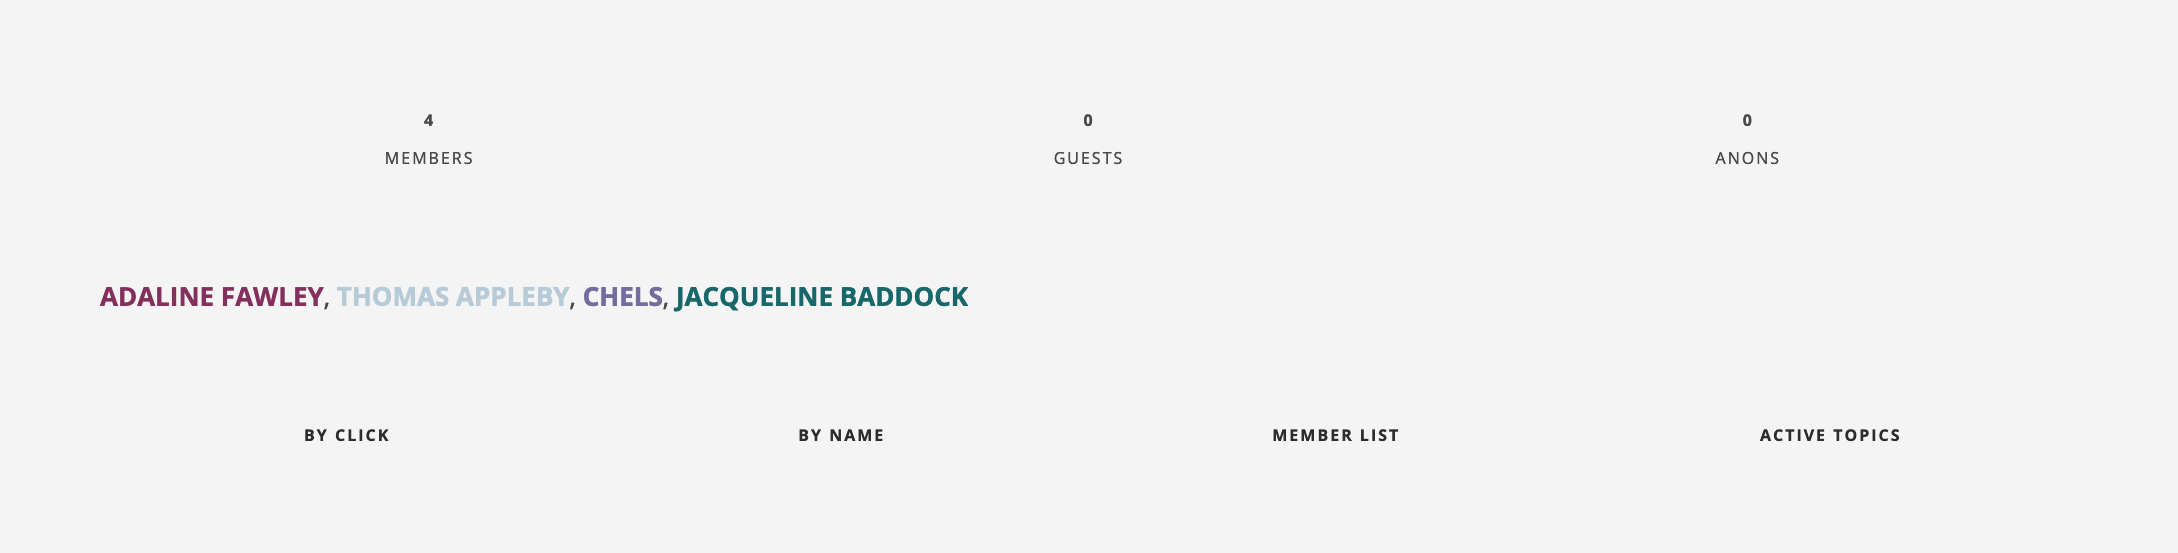 4 0 0
MEMBERS GUESTS ANONS
ADALINE FAWLEY, THOMAS APPLEBY, CHELS, JACQUELINE BADDOCK
BY CLICK BY NAME MEMBER LIST ACTIVE TOPICS